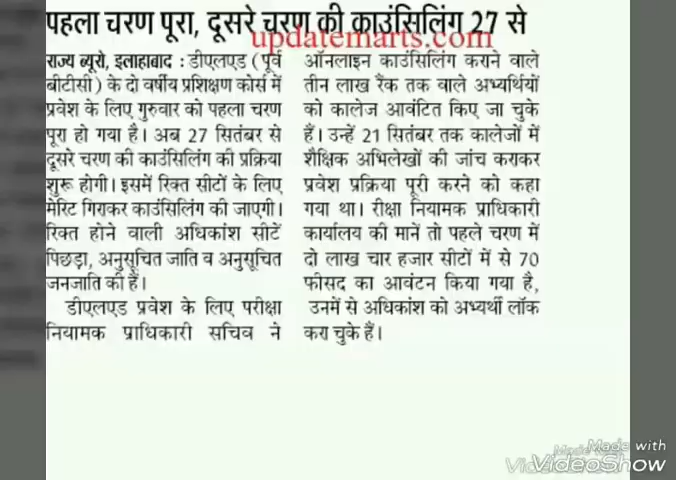 पहला चरण पूरा, दूसरे चरण की काउंसिलिंग 27 से
updatemarts.com
राज्य ब्यूरो, इलाहाबाद : डीएलएड (पूर्व
बीटीसी) के दो वर्षीय प्रशिक्षण कोर्स में
प्रवेश के लिए गुरुवार को पहला चरण
पूरा हो गया है। अब 27 सितंबर से
दूसरे चरण की काउंसिलिंग की प्रक्रिया
शुरू होगी। इसमें रिक्त सीटों के लिए
मेरिट गिराकर काउंसिलिंग की जाएगी।
रिक्त होने वाली अधिकांश सीटें
पिछड़ा, अनुसूचित जाति व अनुसूचित
जनजाति की हैं।
डीएलएड प्रवेश के लिए परीक्षा
नियामक प्राधिकारी सचिव ने
ऑनलाइन काउंसिलिंग कराने वाले
तीन लाख रैंक तक वाले अभ्यर्थियों
को कालेज आवंटित किए जा चुके
हैं। उन्हें 21 सितंबर तक कालेजों में
शैक्षिक अभिलेखों की जांच कराकर
प्रवेश प्रक्रिया पूरी करने को कहा
गया था। रीक्षा नियामक प्राधिकारी
कार्यालय की मानें तो पहले चरण में
दो लाख चार हजार सीटों में से 70
फीसद का आवंटन किया गया है,
उनमें से अधिकांश को अभ्यर्थी लॉक
करा चुके हैं।
Made with
VideoShow